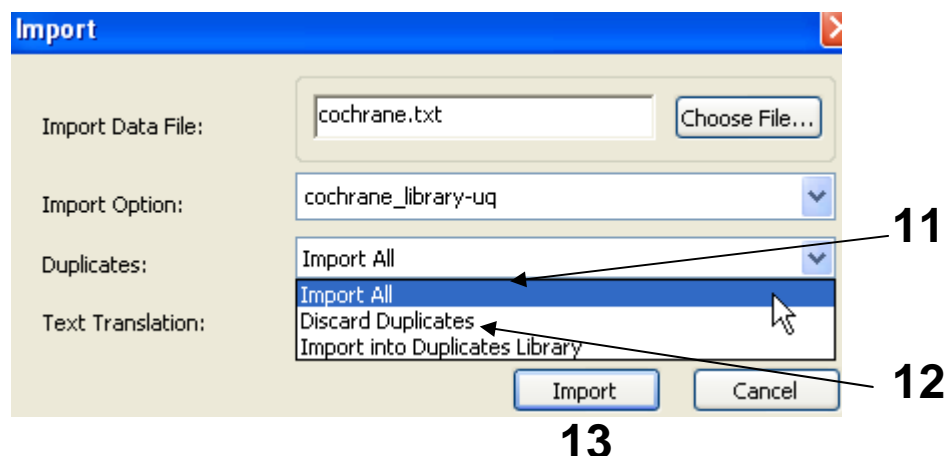 Import
Import Data File:
cochrane.txt
Choose File...
Import Option:
cochrane_library-uq
11
Duplicates:
Import All
Import All
Text Translation:
Discard Duplicates
Import into Duplicates Library
12
Import
Cancel
13